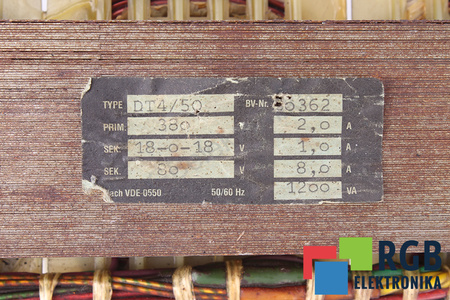 TYPE DT4/50 BV-Nr. 56362
PRIM. 380 V 2,0 A
SEK. 18-0-18 V 1,0 A
SEK. 80 V 8,0 A
Nach VDE 0550 50/60 Hz 1200 VA
RGB
ELEKTRONIKA